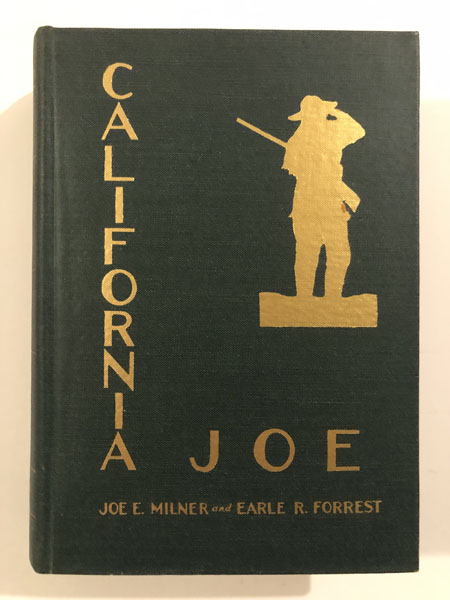 CALIFORNIA
JOE
JOE E. MILNER and EARLE R. FORREST